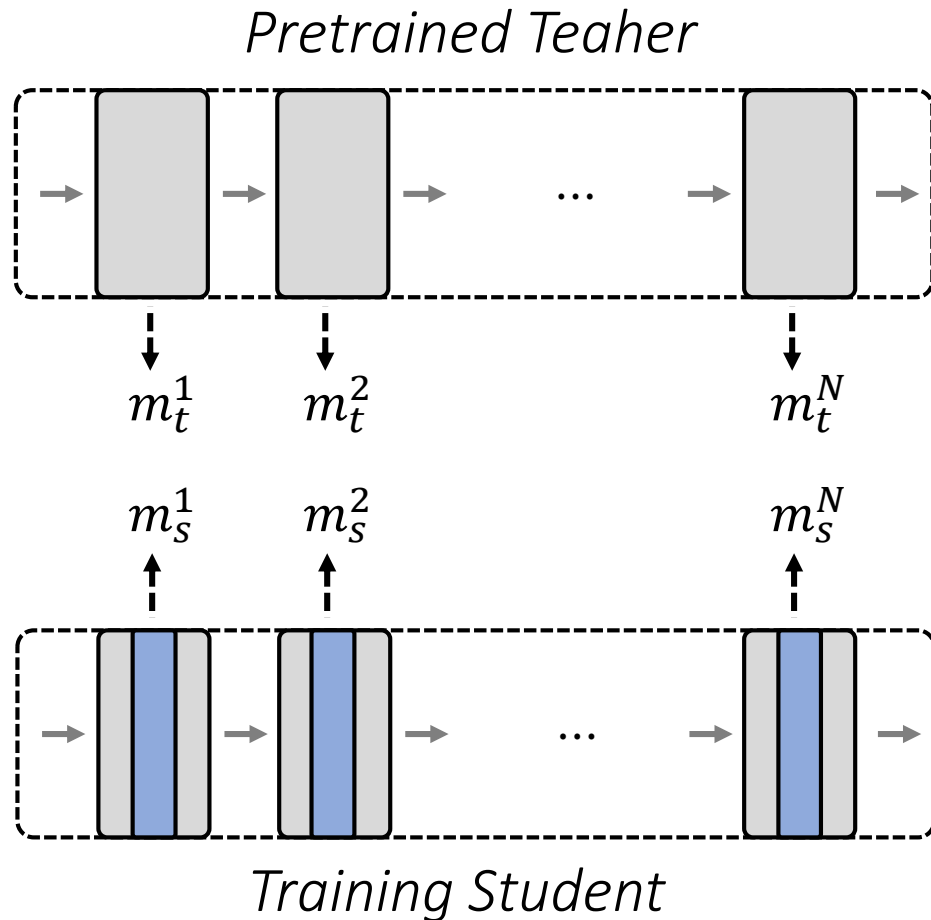 Pretrained Teaher
...
m_t^1 m_t^2 m_t^N
m_s^1 m_s^2 m_s^N
...
Training Student